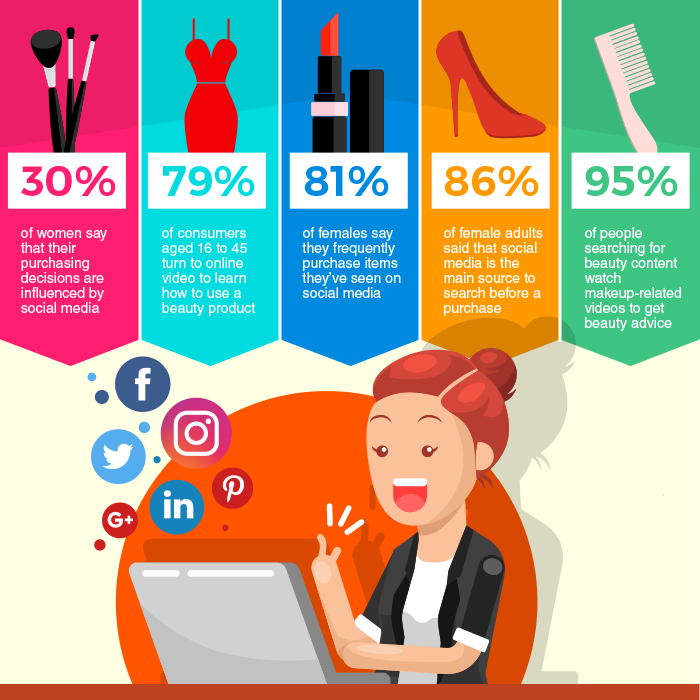 30%
of women say
that their
purchasing
decisions are
influenced by
social media
79%
of consumers
aged 16 to 45
turn to online
video to learn
how to use a
beauty product
81%
of females say
they frequently
purchase items
they've seen on
social media
86%
of female adults
said that social
media is the
main source to
search before a
purchase
95%
of people
searching for
beauty content
watch
makeup-related
videos to get
beauty advice
f
in
G+